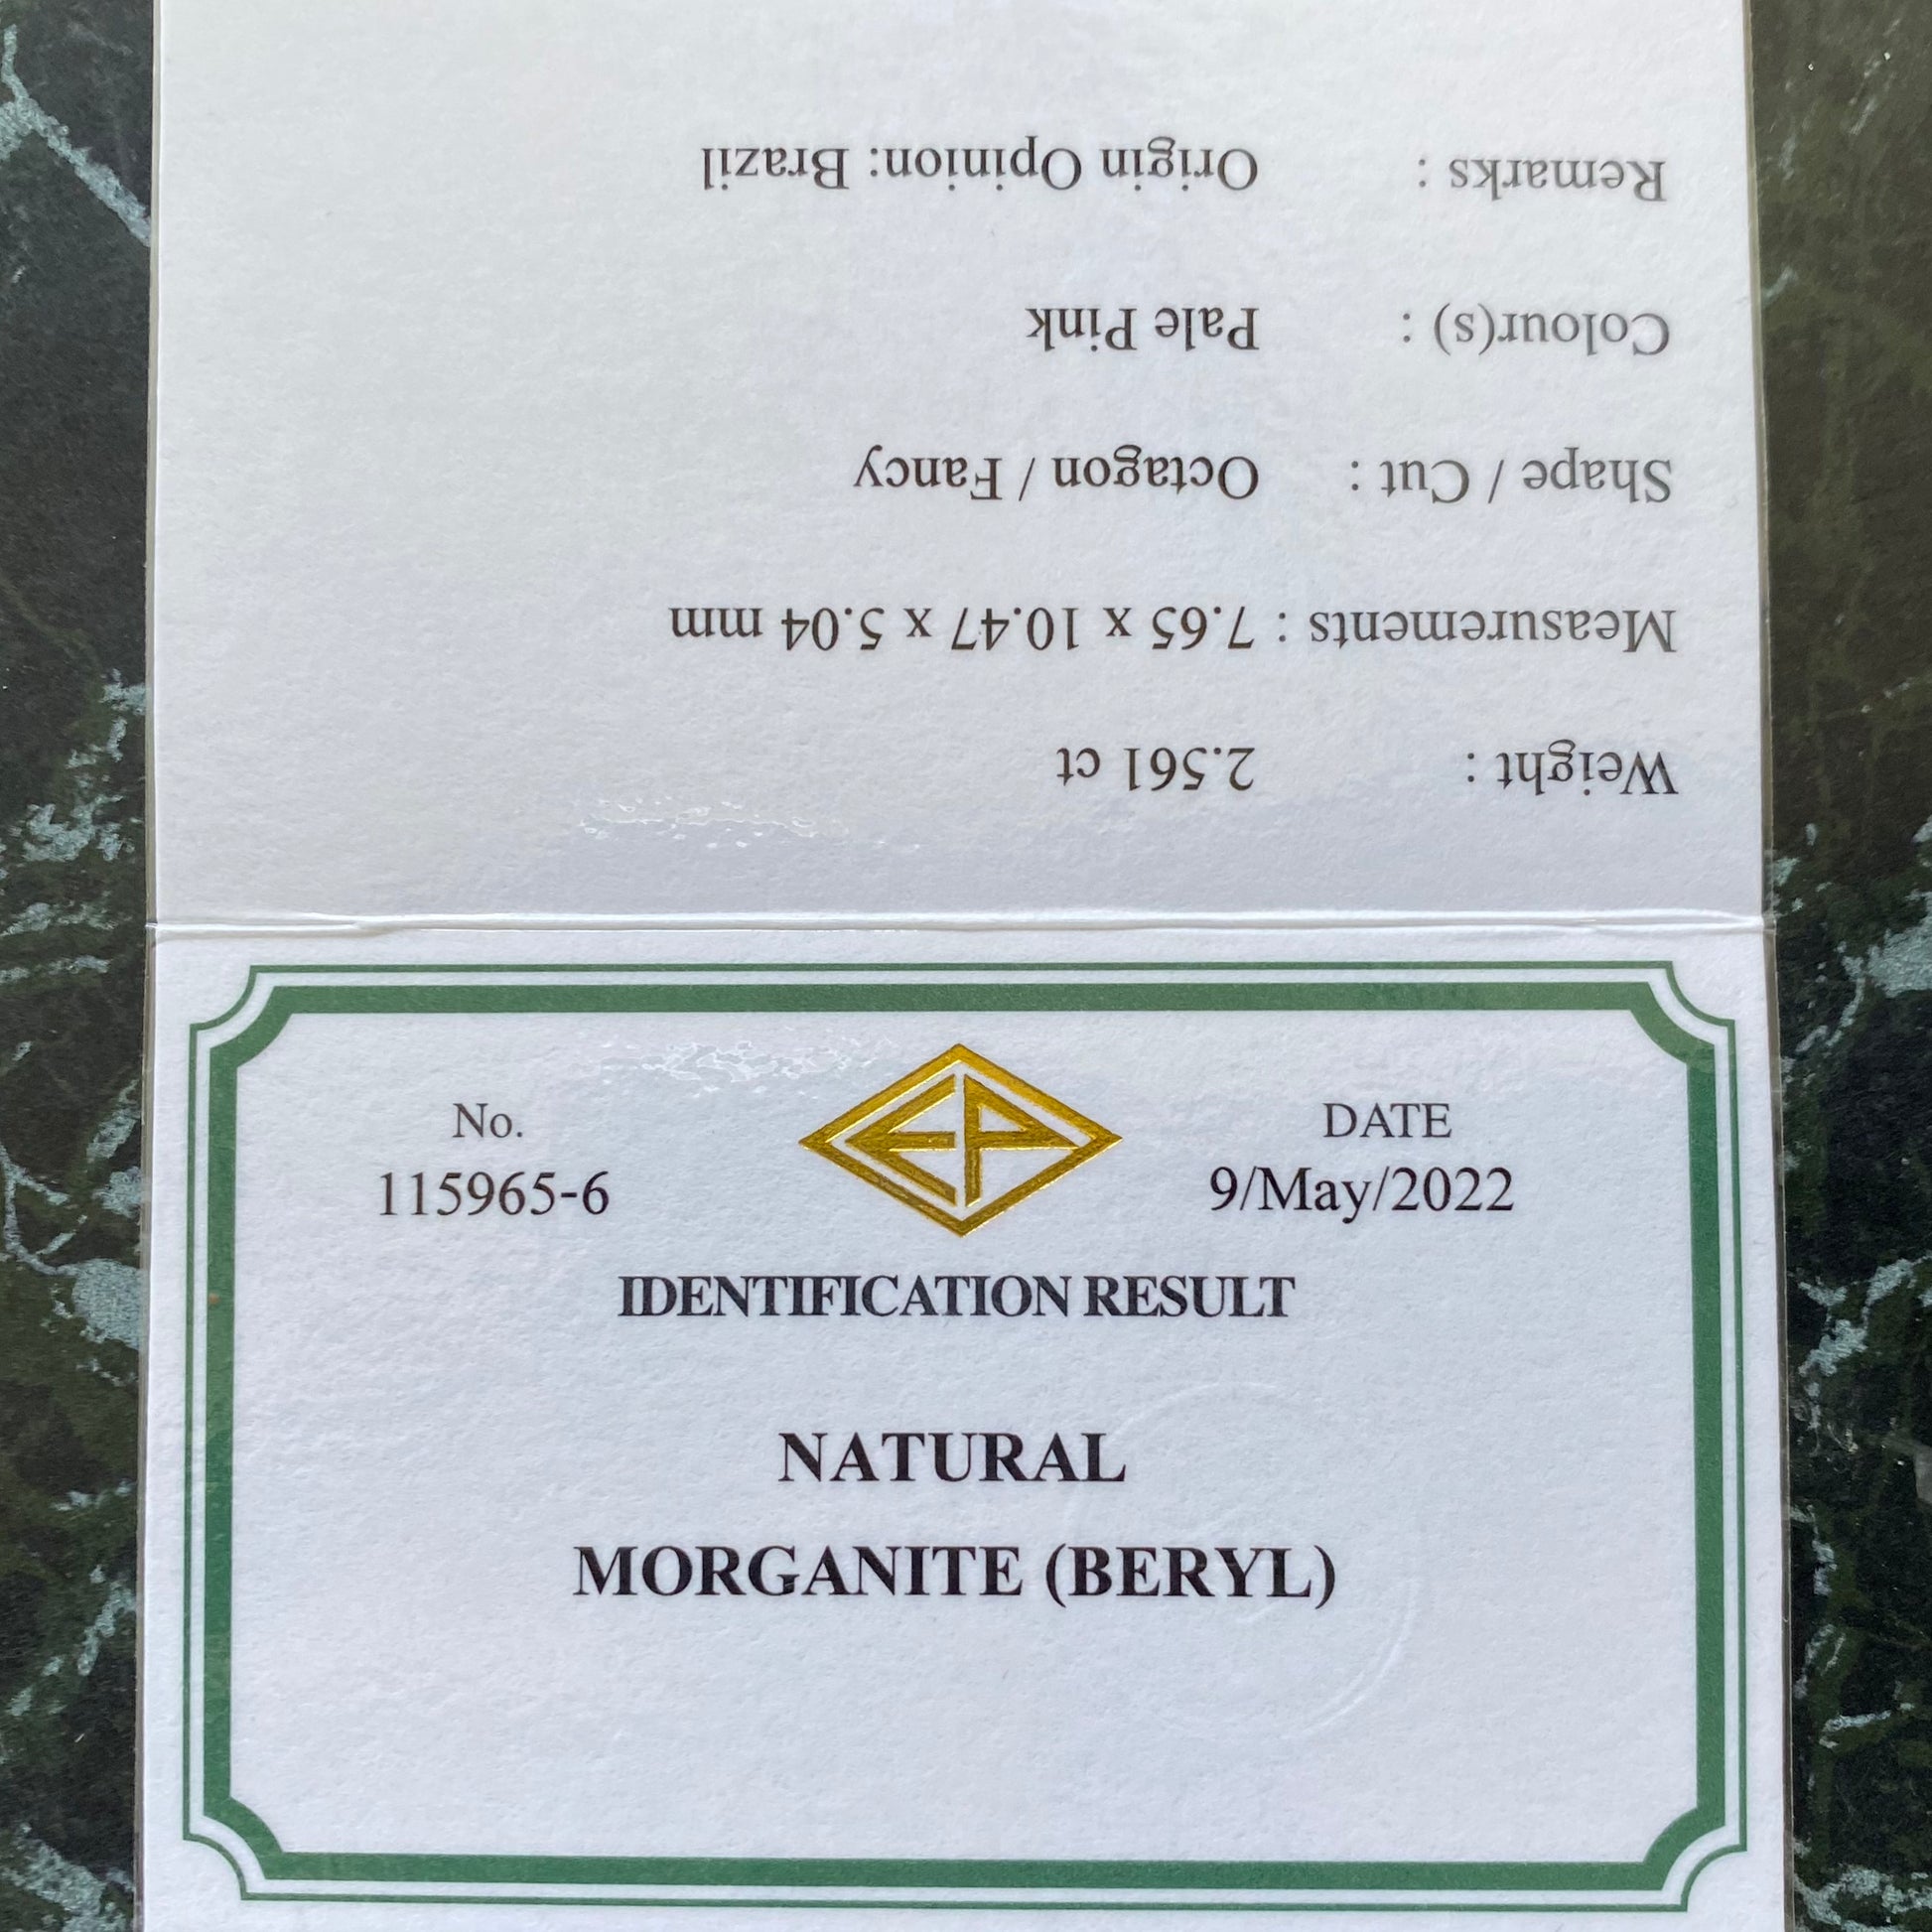 No.
115965-6
EP
DATE
9/May/2022
IDENTIFICATION RESULT
NATURAL
MORGANITE (BERYL)
Weight : 2.561 ct
Measurements : 7.65 x 10.47 x 5.04 mm
Shape / Cut : Octagon / Fancy
Colour(s) : Pale Pink
Remarks : Origin Opinion: Brazil